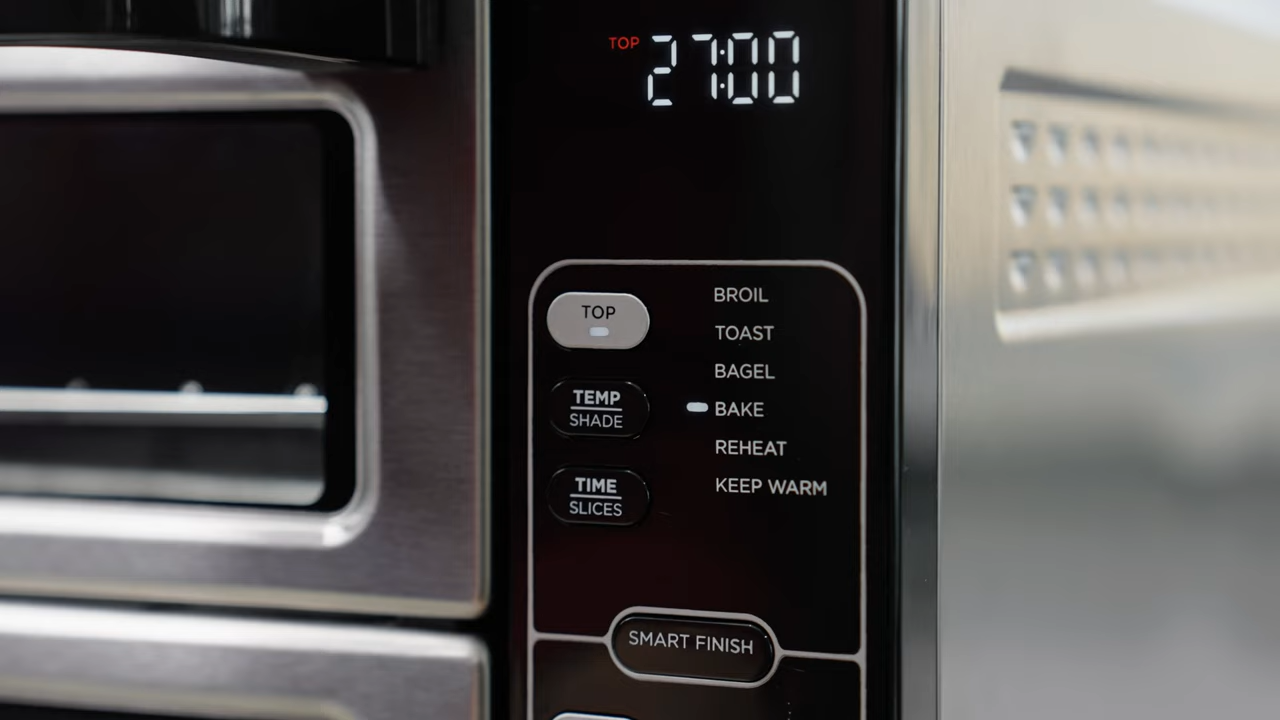 TOP 27:00
TOP
BROIL
TOAST
BAGEL
BAKE
REHEAT
KEEP WARM
TEMP
SHADE
TIME
SLICES
SMART FINISH